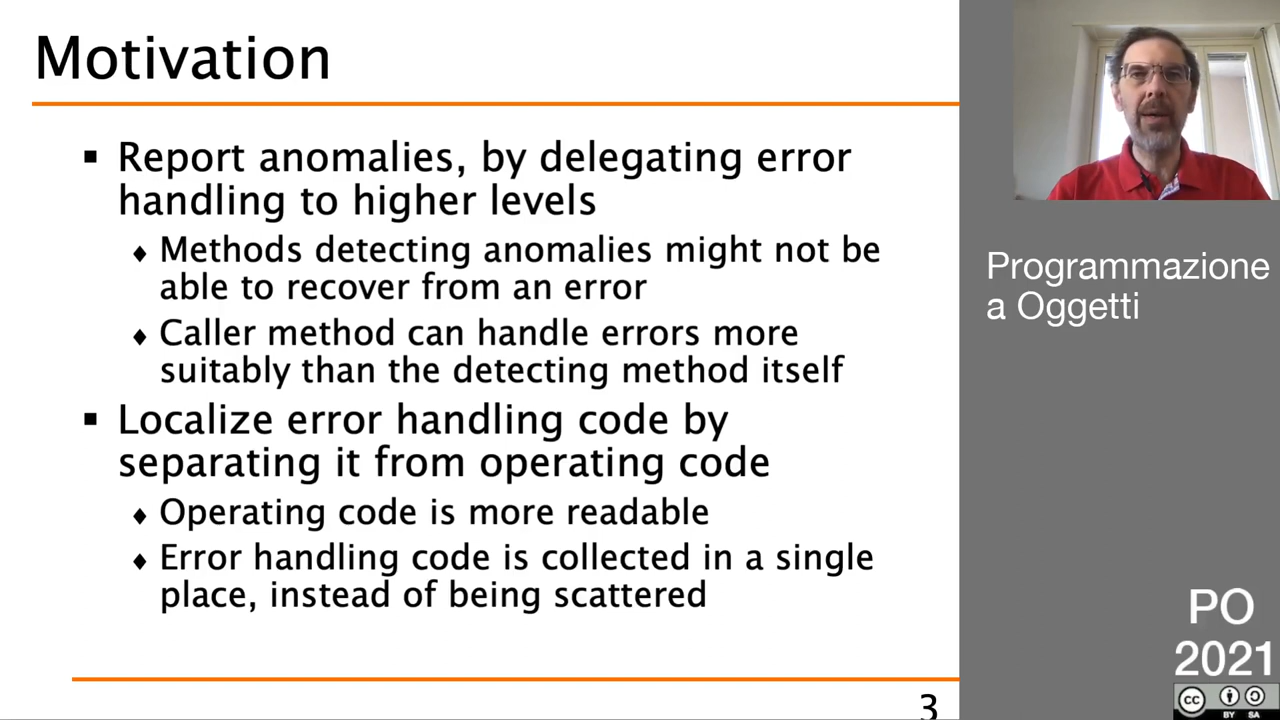 Motivation
▪ Report anomalies, by delegating error
handling to higher levels
♦ Methods detecting anomalies might not be
able to recover from an error
♦ Caller method can handle errors more
suitably than the detecting method itself
▪ Localize error handling code by
separating it from operating code
♦ Operating code is more readable
♦ Error handling code is collected in a single
place, instead of being scattered
3
Programmazione
a Oggetti
PO
2021
CC
BY SA